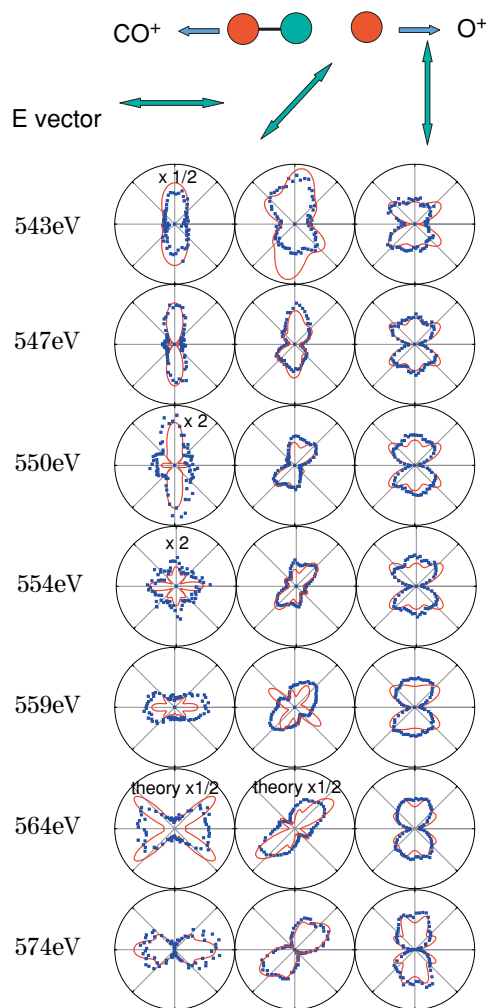 CO+ O+
E vector
x 1/2
543eV
547eV
x 2
550eV
x 2
554eV
559eV
theory x1/2 theory x1/2
564eV
574eV